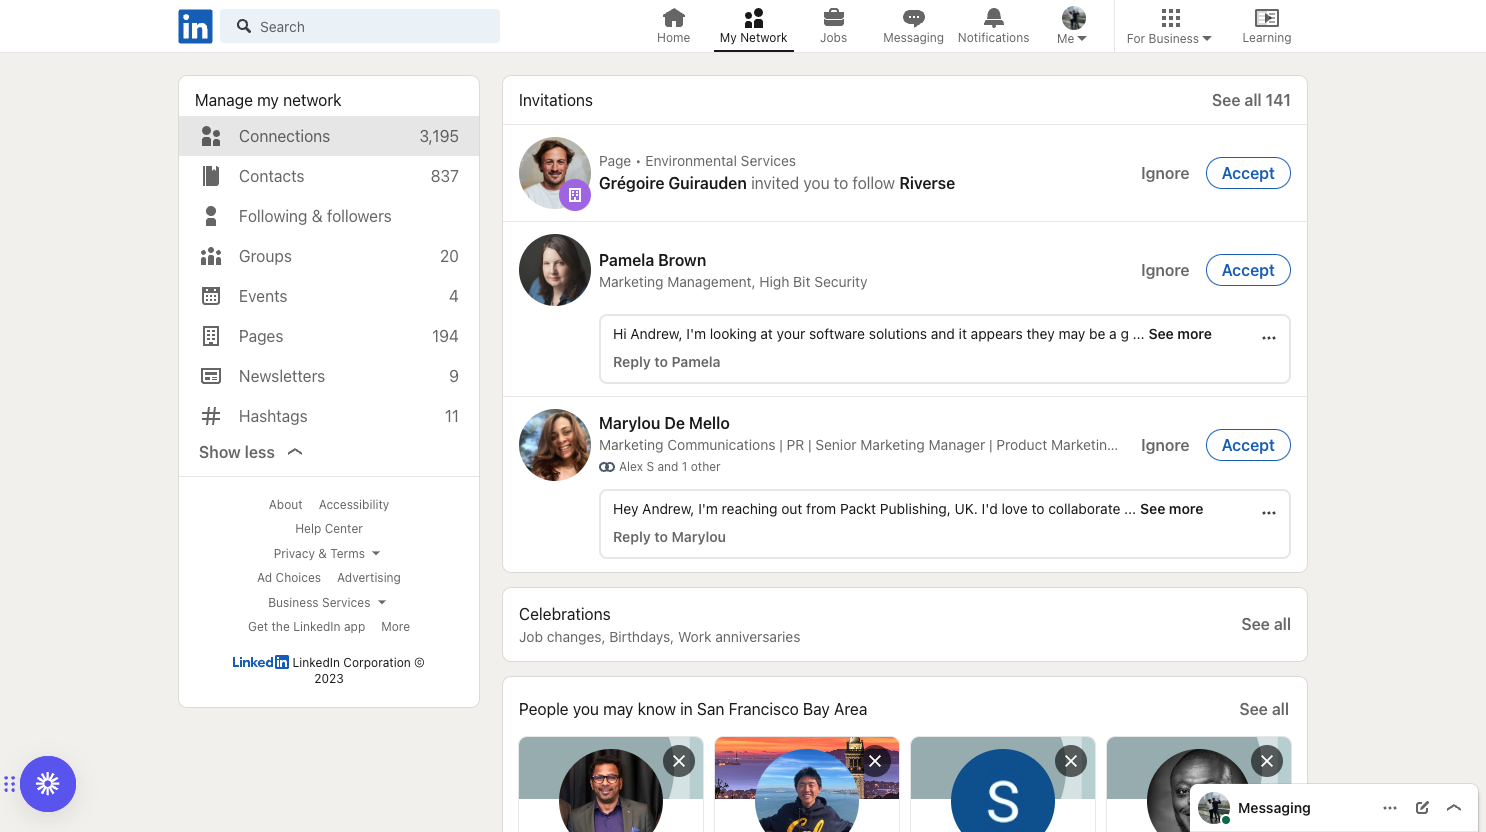 in
Search
Home
My Network
Jobs
Messaging
Notifications
Me
For Business
Learning
Manage my network
Connections 3,195
Contacts 837
Following & followers
Groups 20
Events 4
Pages 194
Newsletters 9
Hashtags 11
Show less
About Accessibility
Help Center
Privacy & Terms
Ad Choices Advertising
Business Services
Get the LinkedIn app More
LinkedIn LinkedIn Corporation ©
2023
Invitations See all 141
Page • Environmental Services
Grégoire Guirauden invited you to follow Riverse
Ignore Accept
Pamela Brown
Marketing Management, High Bit Security
Ignore Accept
Hi Andrew, I'm looking at your software solutions and it appears they may be a g ... See more
Reply to Pamela
Marylou De Mello
Marketing Communications | PR | Senior Marketing Manager | Product Marketin...
Alex S and 1 other
Ignore Accept
Hey Andrew, I'm reaching out from Packt Publishing, UK. I'd love to collaborate ... See more
Reply to Marylou
Celebrations
Job changes, Birthdays, Work anniversaries
See all
People you may know in San Francisco Bay Area See all
Cal
S
Messaging